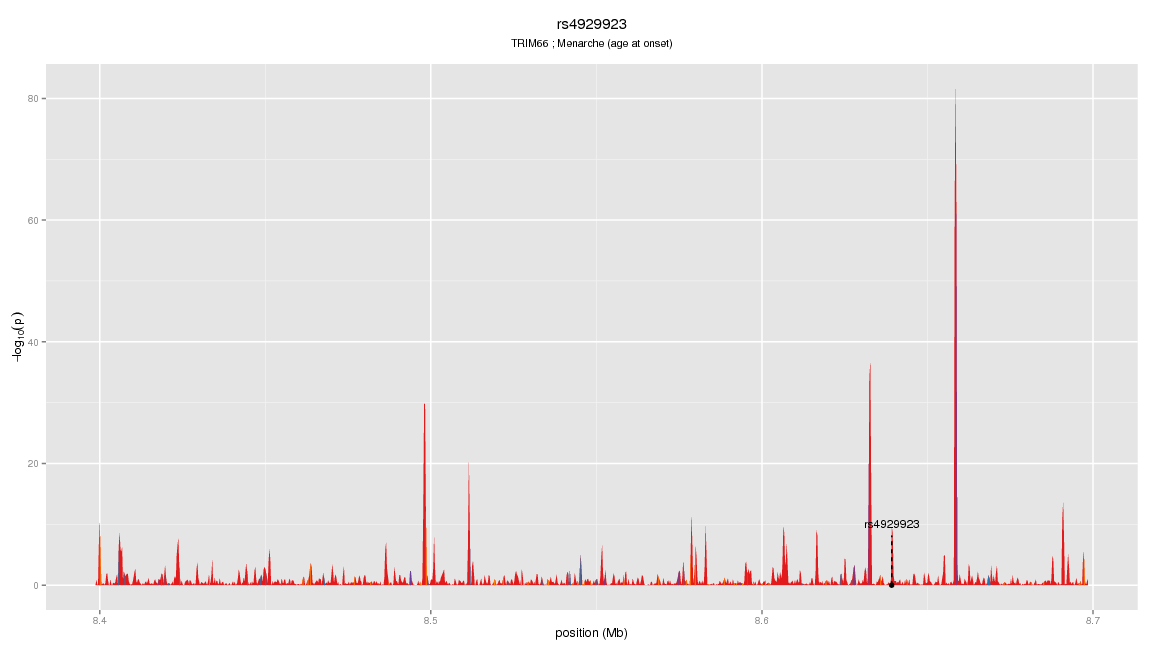 rs4929923
TRIM66 ; Menarche (age at onset)
−log10(p)
80
60
40
20
0
rs4929923
8.4
8.5
8.6
8.7
position (Mb)